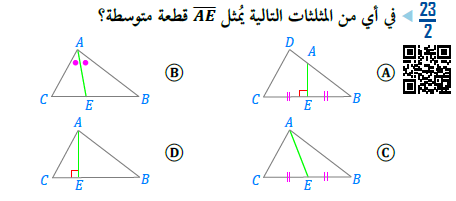 23/2 ◀ في أي من المثلثات التالية يُمثل AE قطعة متوسطة؟
D A C E B Ⓐ
A C E B Ⓑ
A C E B Ⓒ
A C E B Ⓓ